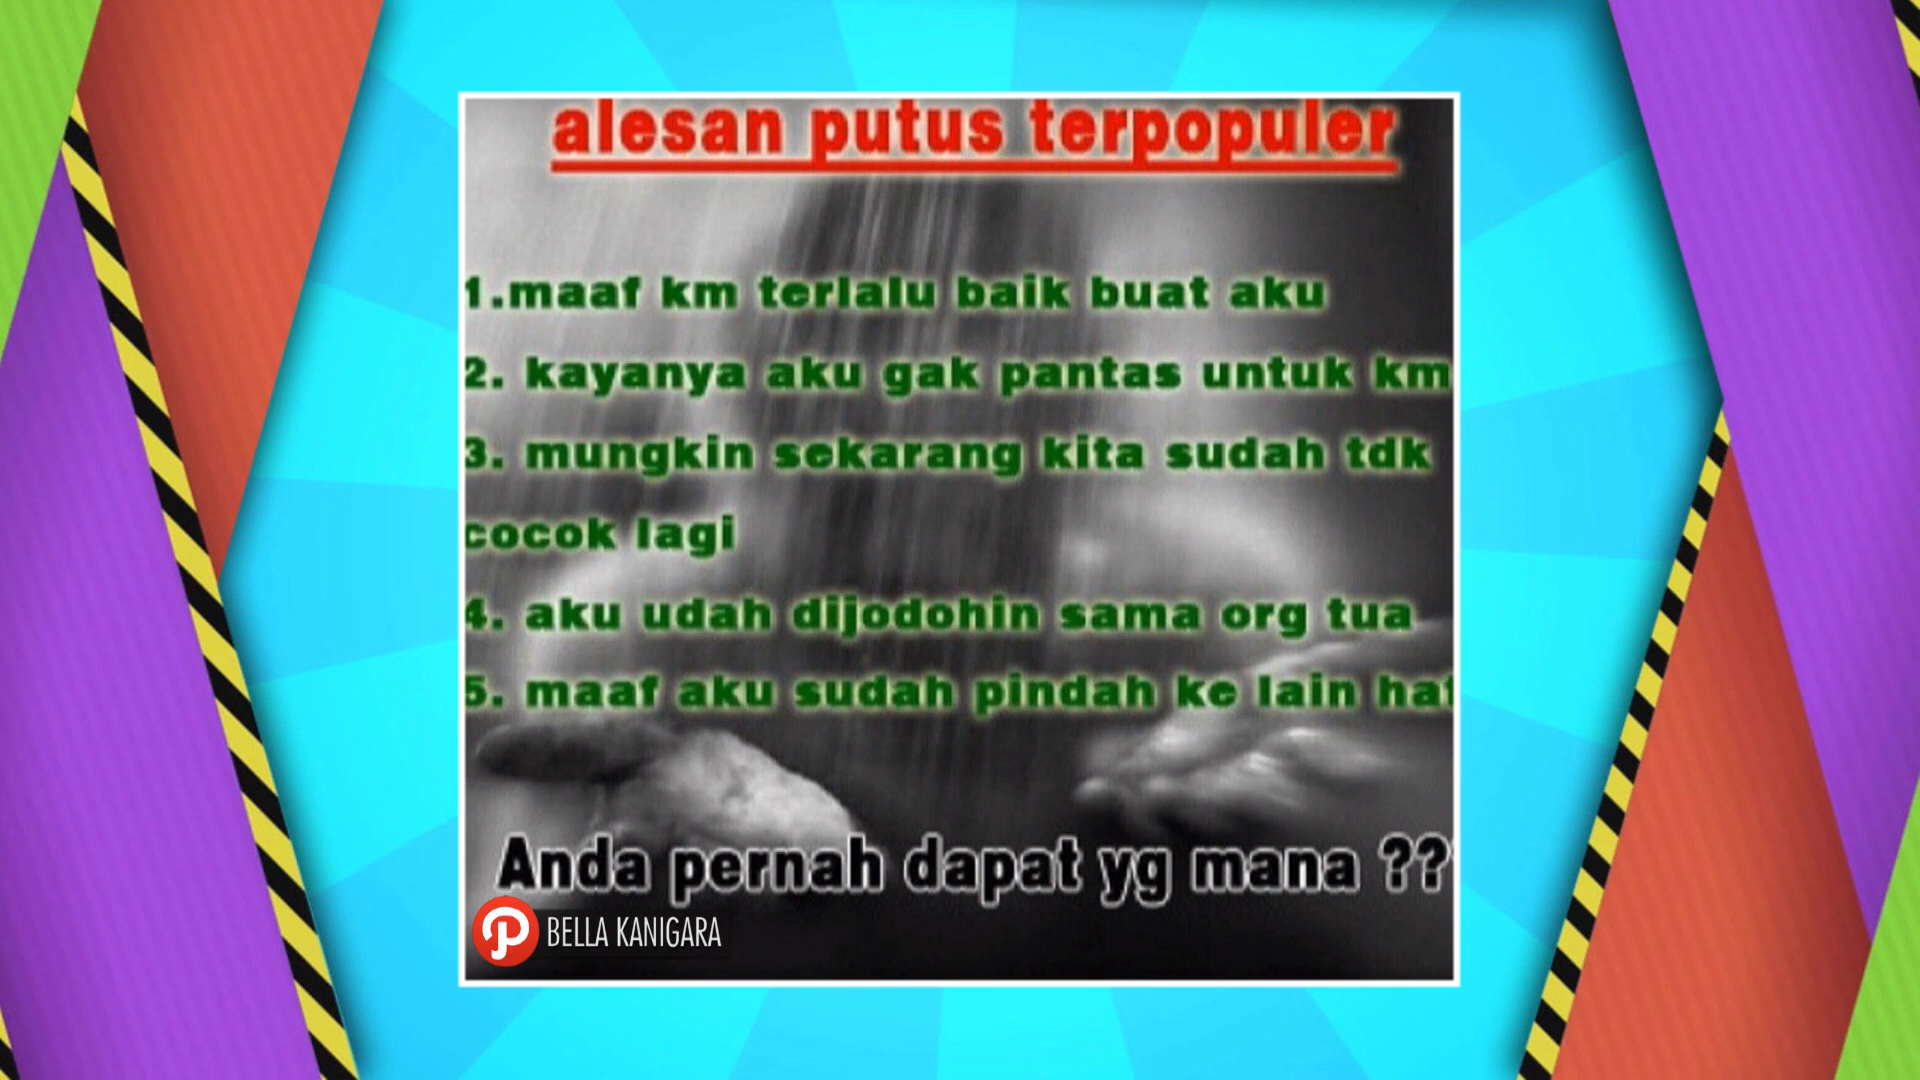 alesan putus terpopuler
1.maaf km terlalu baik buat aku
2. kayanya aku gak pantas untuk km
3. mungkin sekarang kita sudah tdk
cocok lagi
4. aku udah dijodohin sama org tua
5. maaf aku sudah pindah ke lain hat
Anda pernah dapat yg mana ??
BELLA KANIGARA